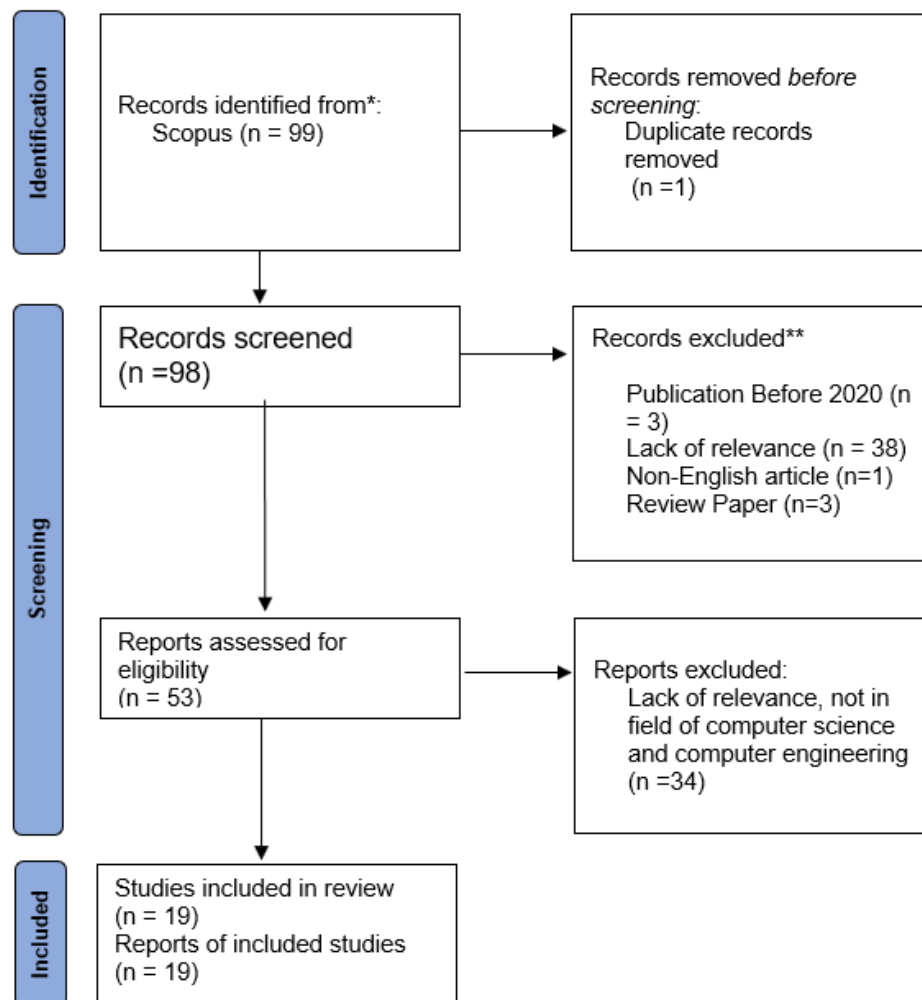 Identification
Records identified from*:
Scopus (n = 99)
Records removed before
screening:
Duplicate records
removed
(n =1)
Screening
Records screened
(n =98)
Records excluded**
Publication Before 2020 (n
= 3)
Lack of relevance (n = 38)
Non-English article (n=1)
Review Paper (n=3)
Reports assessed for
eligibility
(n = 53)
Reports excluded:
Lack of relevance, not in
field of computer science
and computer engineering
(n =34)
Included
Studies included in review
(n = 19)
Reports of included studies
(n = 19)